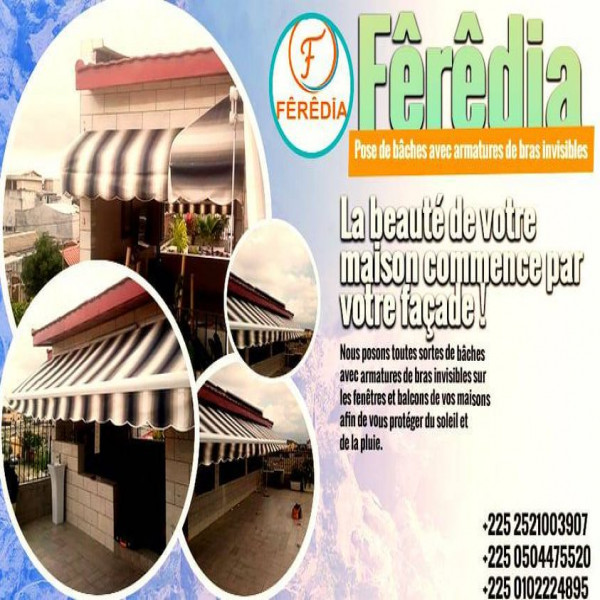 F
FÊRÊDİA
Fêrêdia
Pose de bâches avec armatures de bras invisibles
La beauté de votre
maison commence par
votre façade !
Nous posons toutes sortes de bâches
avec armatures de bras invisibles sur
les fenêtres et balcons de vos maisons
afin de vous protéger du soleil et
de la pluie.
+225 2521003907
+225 0504475520
+225 0102224895